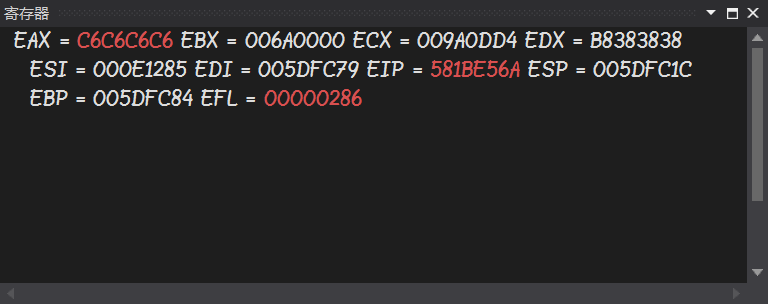 寄存器
EAX = C6C6C6C6 EBX = 006A0000 ECX = 009A0DD4 EDX = B8383838
ESI = 000E1285 EDI = 005DFC79 EIP = 581BE56A ESP = 005DFC1C
EBP = 005DFC84 EFL = 00000286